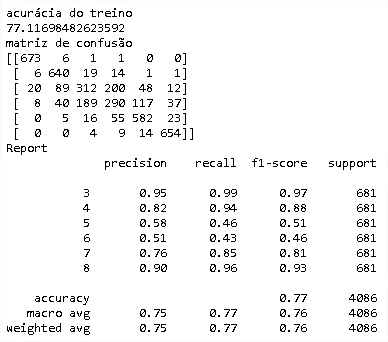 acurácia do treino
77.11698482623592
matriz de confusão
[[673 6 1 1 0 0]
[ 6 640 19 14 1 1]
[ 20 89 312 200 48 12]
[ 8 40 189 290 117 37]
[ 0 5 16 55 582 23]
[ 0 0 4 9 14 654]]
Report
precision recall f1-score support
3 0.95 0.99 0.97 681
4 0.82 0.94 0.88 681
5 0.58 0.46 0.51 681
6 0.51 0.43 0.46 681
7 0.76 0.85 0.81 681
8 0.90 0.96 0.93 681
accuracy 0.77 4086
macro avg 0.75 0.77 0.76 4086
weighted avg 0.75 0.77 0.76 4086